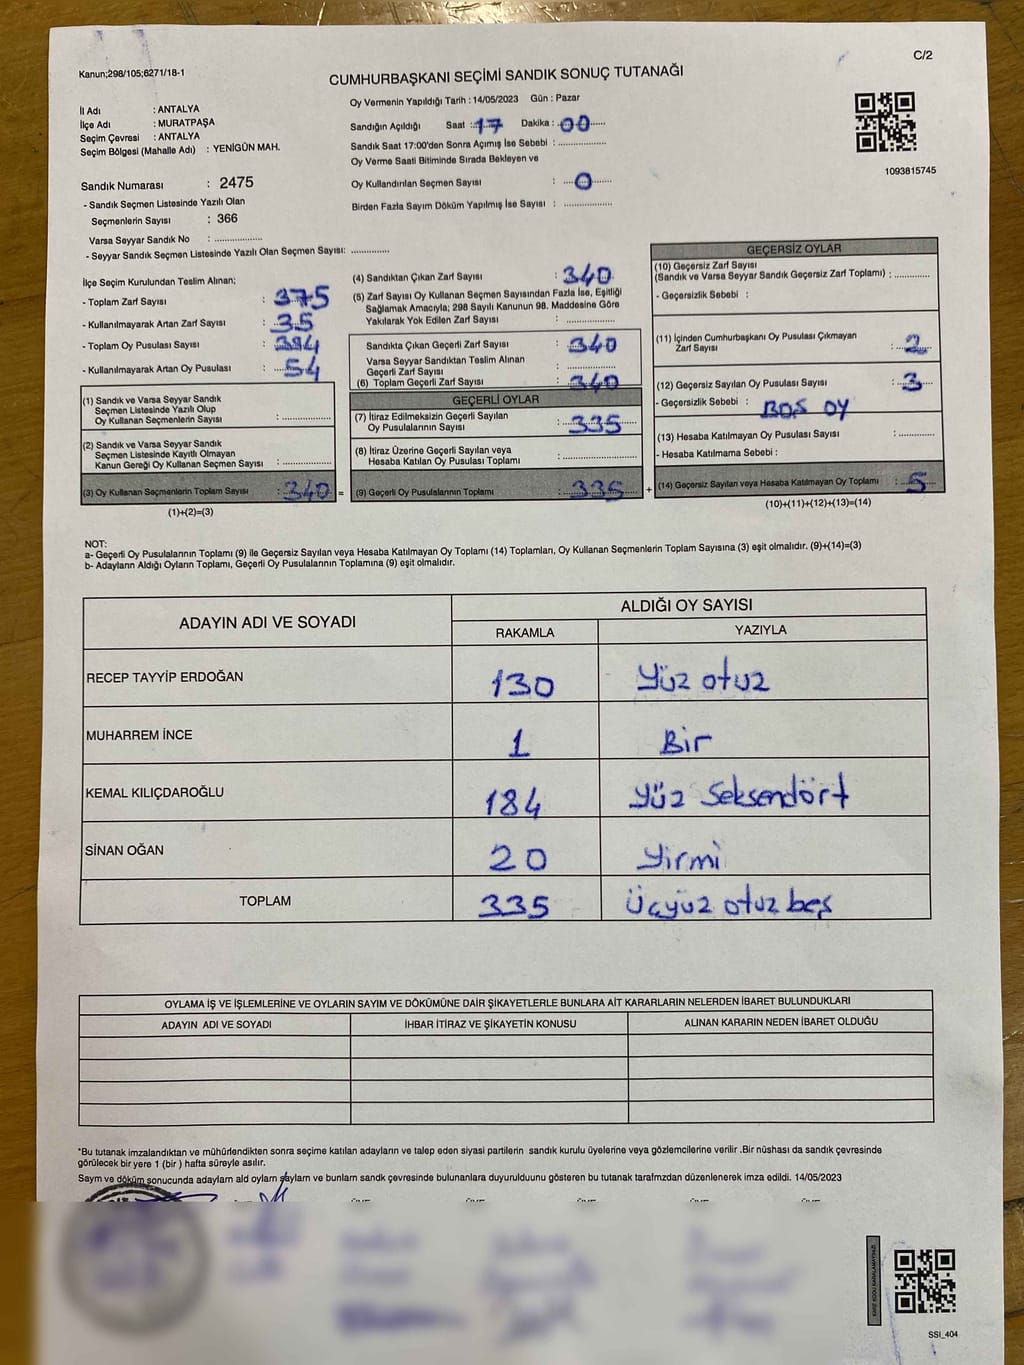 C/2
Kanun;298/105;6271/18-1
CUMHURBAŞKANI SEÇİMİ SANDIK SONUÇ TUTANAĞI
İl Adı : ANTALYA
İlçe Adı : MURATPAŞA
Seçim Çevresi : ANTALYA
Seçim Bölgesi (Mahalle Adı) : YENİGÜN MAH.
Sandık Numarası : 2475
- Sandık Seçmen Listesinde Yazılı Olan
Seçmenlerin Sayısı : 366
Varsa Seyyar Sandık No : ................
- Seyyar Sandık Seçmen Listesinde Yazılı Olan Seçmen Sayısı: .............
Oy Vermenin Yapıldığı Tarih : 14/05/2023 Gün : Pazar
Sandığın Açıldığı Saat : 17 Dakika : 00
Sandık Saat 17:00'den Sonra Açımış İse Sebebi : ................
Oy Verme Saati Bitiminde Sırada Bekleyen ve
Oy Kullandırılan Seçmen Sayısı : 0
Birden Fazla Sayım Döküm Yapılmış İse Sayısı : ................
1093815745
İlçe Seçim Kurulundan Teslim Alınan;
- Toplam Zarf Sayısı : 375
- Kullanılmayarak Artan Zarf Sayısı : 35
- Toplam Oy Pusulası Sayısı : 394
- Kullanılmayarak Artan Oy Pusulası : 54
(1) Sandık ve Varsa Seyyar Sandık
Seçmen Listesinde Yazılı Olup
Oy Kullanan Seçmenlerin Sayısı : ................
(2) Sandık ve Varsa Seyyar Sandık
Seçmen Listesinde Kayıtlı Olmayan
Kanun Gereği Oy Kullanan Seçmen Sayısı : ................
(3) Oy Kullanan Seçmenlerin Toplam Sayısı : 340 =
(1)+(2)=(3)
(4) Sandıktan Çıkan Zarf Sayısı : 340
(5) Zarf Sayısı Oy Kullanan Seçmen Sayısından Fazla İse, Eşitliği
Sağlamak Amacıyla; 298 Sayılı Kanunun 98. Maddesine Göre
Yakılarak Yok Edilen Zarf Sayısı : ................
Sandıkta Çıkan Geçerli Zarf Sayısı : 340
Varsa Seyyar Sandıktan Teslim Alınan
Geçerli Zarf Sayısı : ................
(6) Toplam Geçerli Zarf Sayısı : 340
GEÇERLİ OYLAR
(7) İtiraz Edilmeksizin Geçerli Sayılan
Oy Pusulalarının Sayısı : 335
(8) İtiraz Üzerine Geçerli Sayılan veya
Hesaba Katılan Oy Pusulası Toplamı : ................
(9) Geçerli Oy Pusulalarının Toplamı : 335 +
GEÇERSİZ OYLAR
(10) Geçersiz Zarf Sayısı
(Sandık ve Varsa Seyyar Sandık Geçersiz Zarf Toplamı) : .............
- Geçersizlik Sebebi :
(11) İçinden Cumhurbaşkanı Oy Pusulası Çıkmayan
Zarf Sayısı : 2
(12) Geçersiz Sayılan Oy Pusulası Sayısı : 3
- Geçersizlik Sebebi : BOŞ OY
(13) Hesaba Katılmayan Oy Pusulası Sayısı : .............
- Hesaba Katılmama Sebebi :
(14) Geçersiz Sayılan veya Hesaba Katılmayan Oy Toplamı : 5
(10)+(11)+(12)+(13)=(14)
NOT:
a- Geçerli Oy Pusulalarının Toplamı (9) ile Geçersiz Sayılan veya Hesaba Katılmayan Oy Toplamı (14) Toplamları, Oy Kullanan Seçmenlerin Toplam Sayısına (3) eşit olmalıdır. (9)+(14)=(3)
b- Adayların Aldığı Oyların Toplamı, Geçerli Oy Pusulalarının Toplamına (9) eşit olmalıdır.
ADAYIN ADI VE SOYADI ALDIĞI OY SAYISI
RAKAMLA YAZIYLA
RECEP TAYYİP ERDOĞAN 130 Yüz otuz
MUHARREM İNCE 1 Bir
KEMAL KILIÇDAROĞLU 184 Yüz Seksendört
SİNAN OĞAN 20 Yirmi
TOPLAM 335 Üçyüz otuz beş
OYLAMA İŞ VE İŞLEMLERİNE VE OYLARIN SAYIM VE DÖKÜMÜNE DAİR ŞİKAYETLERLE BUNLARA AİT KARARLARIN NELERDEN İBARET BULUNDUKLARI
ADAYIN ADI VE SOYADI İHBAR İTİRAZ VE ŞİKAYETİN KONUSU ALINAN KARARIN NEDEN İBARET OLDUĞU
*Bu tutanak imzalandıktan ve mühürlendikten sonra seçime katılan adayların ve talep eden siyasi partilerin sandık kurulu üyelerine veya gözlemcilerine verilir .Bir nüshası da sandık çevresinde
görülecek bir yere 1 (bir ) hafta süreyle asılır.
Sayım ve döküm sonucunda adayların ald oyların sayıları ve bunların sandık çevresinde bulunanlara duyurulduunu gösteren bu tutanak tarafmzdan düzenlenerek imza edildi. 14/05/2023
SSI_404